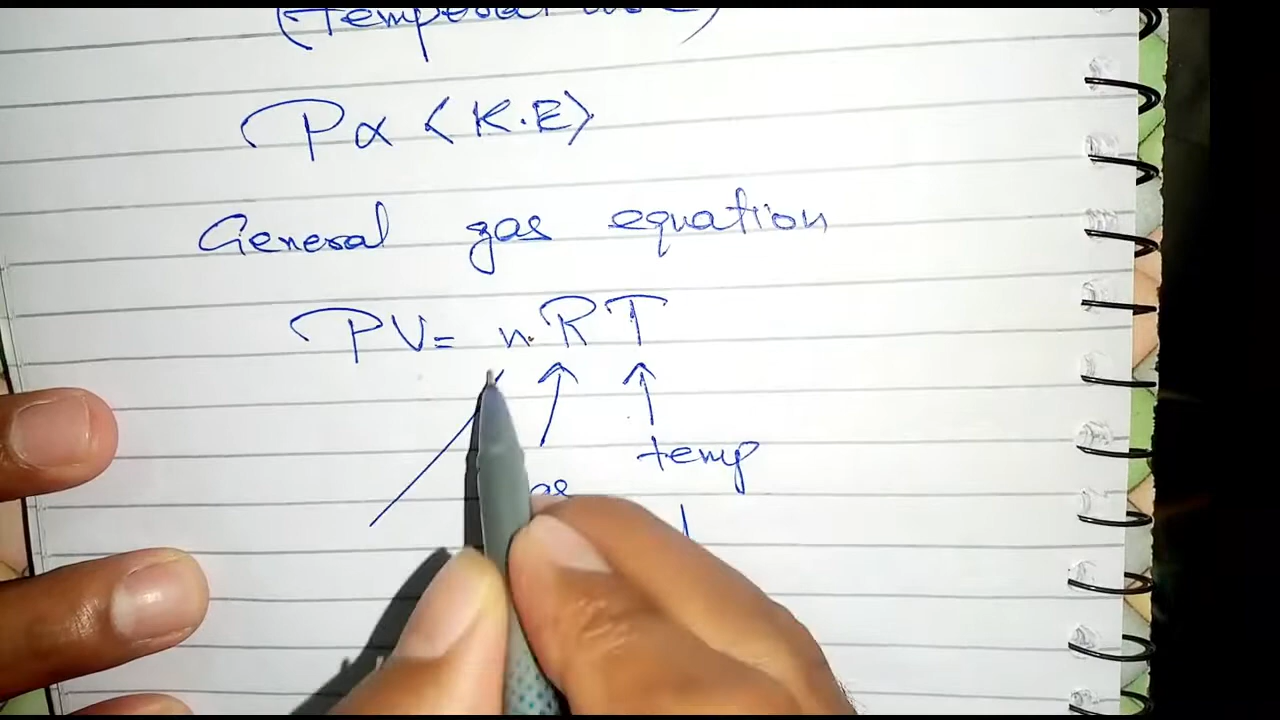 P∝ <K.E>
General gas equation
PV= nRT
temp